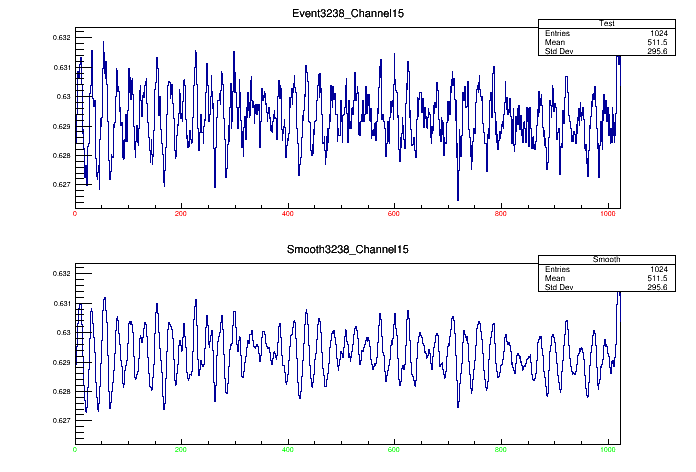 Event3238_Channel15
Test
Entries 1024
Mean 511.5
Std Dev 295.6
0.632
0.631
0.63
0.629
0.628
0.627
0 200 400 600 800 1000
Smooth3238_Channel15
Smooth
Entries 1024
Mean 511.5
Std Dev 295.6
0.632
0.631
0.63
0.629
0.628
0.627
0 200 400 600 800 1000